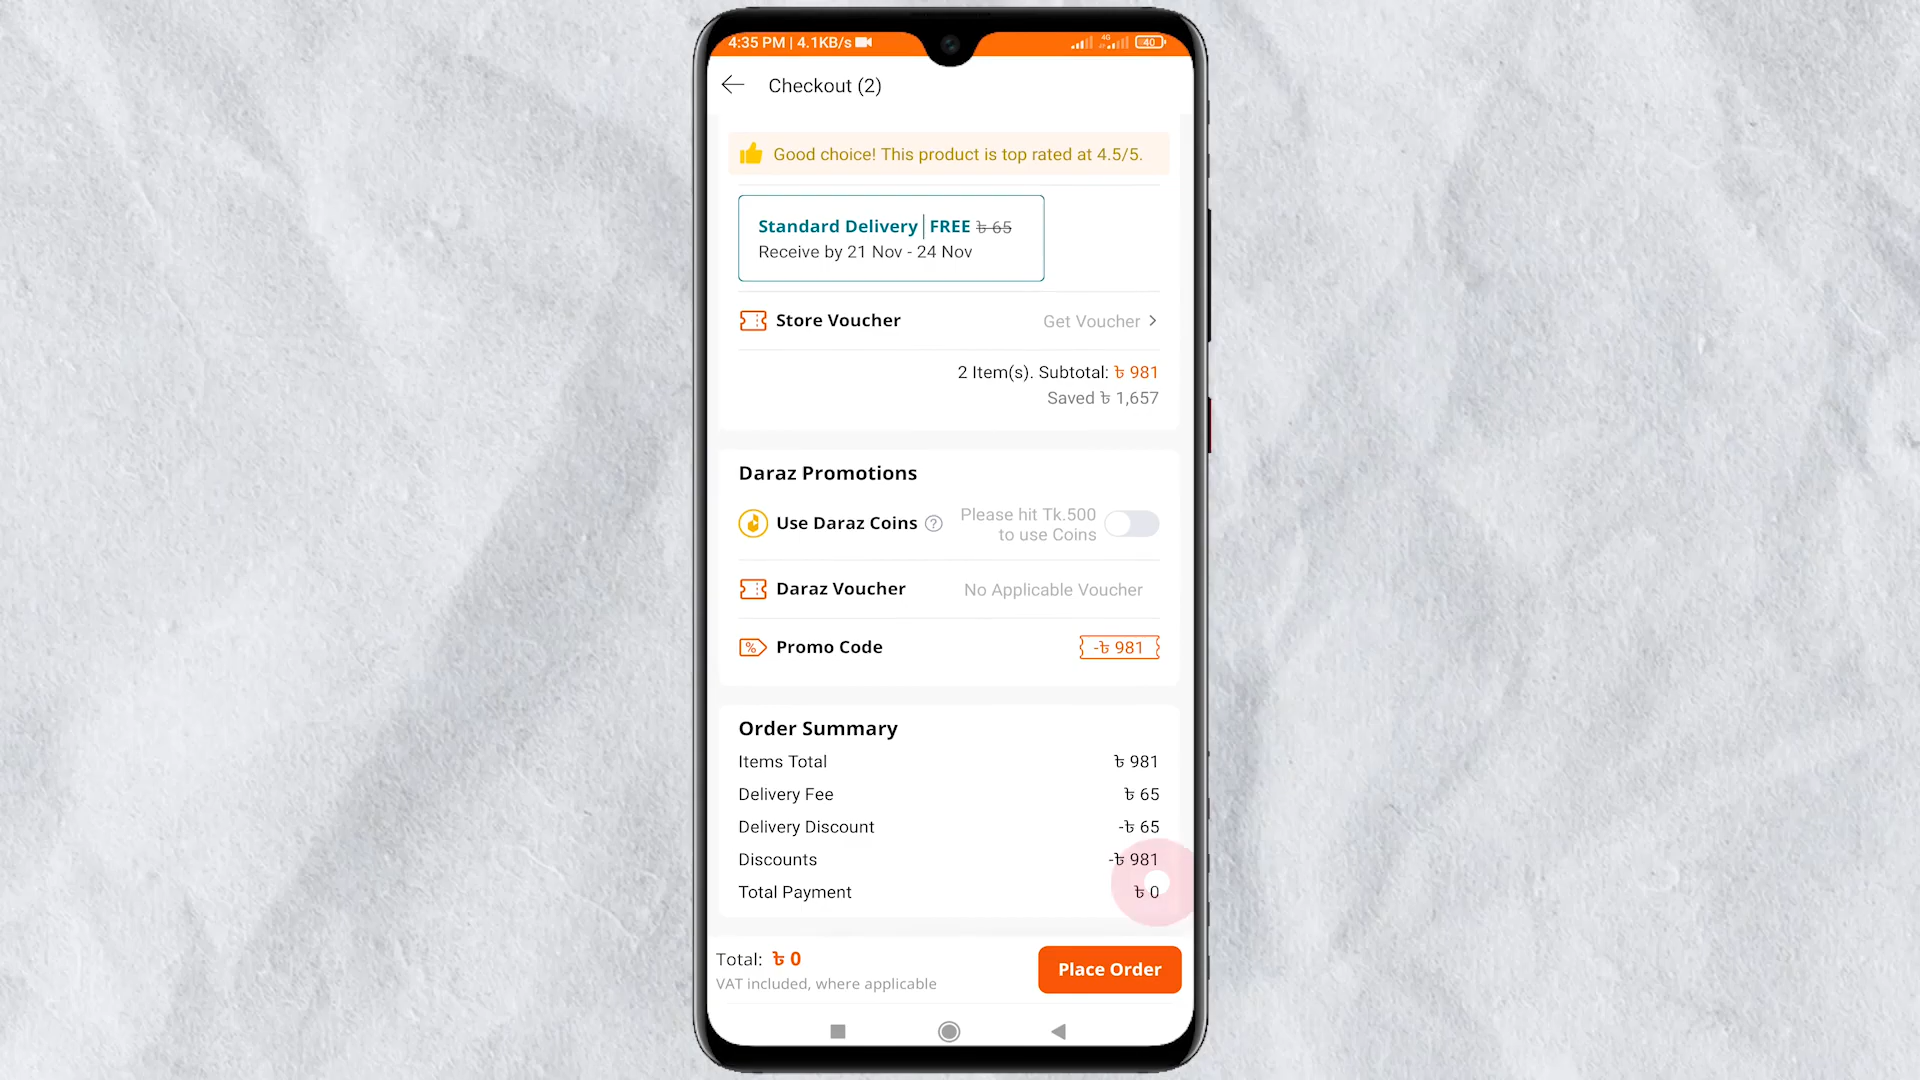 4:35 PM | 4.1KB/s
4G
40
Checkout (2)
Good choice! This product is top rated at 4.5/5.
Standard Delivery | FREE ৳ 65
Receive by 21 Nov - 24 Nov
Store Voucher Get Voucher >
2 Item(s). Subtotal: ৳ 981
Saved ৳ 1,657
Daraz Promotions
Use Daraz Coins ? Please hit Tk.500
to use Coins
Daraz Voucher No Applicable Voucher
% Promo Code -৳ 981
Order Summary
Items Total ৳ 981
Delivery Fee ৳ 65
Delivery Discount -৳ 65
Discounts -৳ 981
Total Payment ৳ 0
Total: ৳ 0
VAT included, where applicable
Place Order